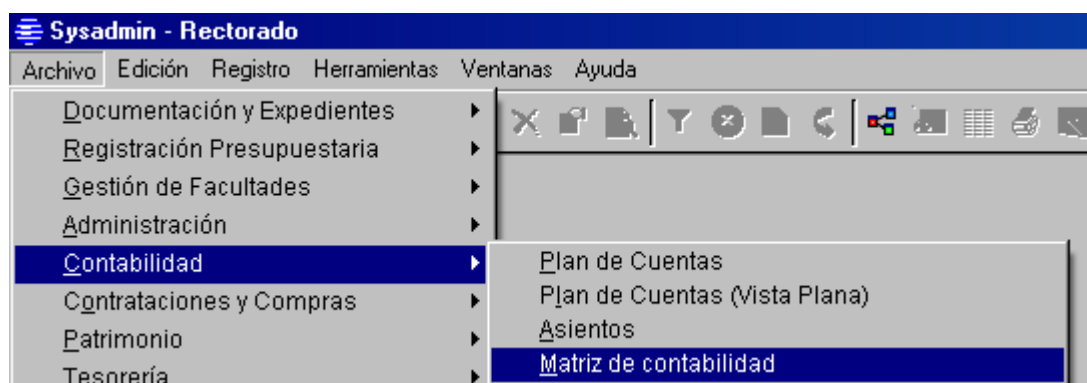 Sysadmin - Rectorado
Archivo Edición Registro Herramientas Ventanas Ayuda
Documentación y Expedientes
Registración Presupuestaria
Gestión de Facultades
Administración
Contabilidad
Plan de Cuentas
Contrataciones y Compras
Plan de Cuentas (Vista Plana)
Patrimonio
Asientos
Tesorería
Matriz de contabilidad